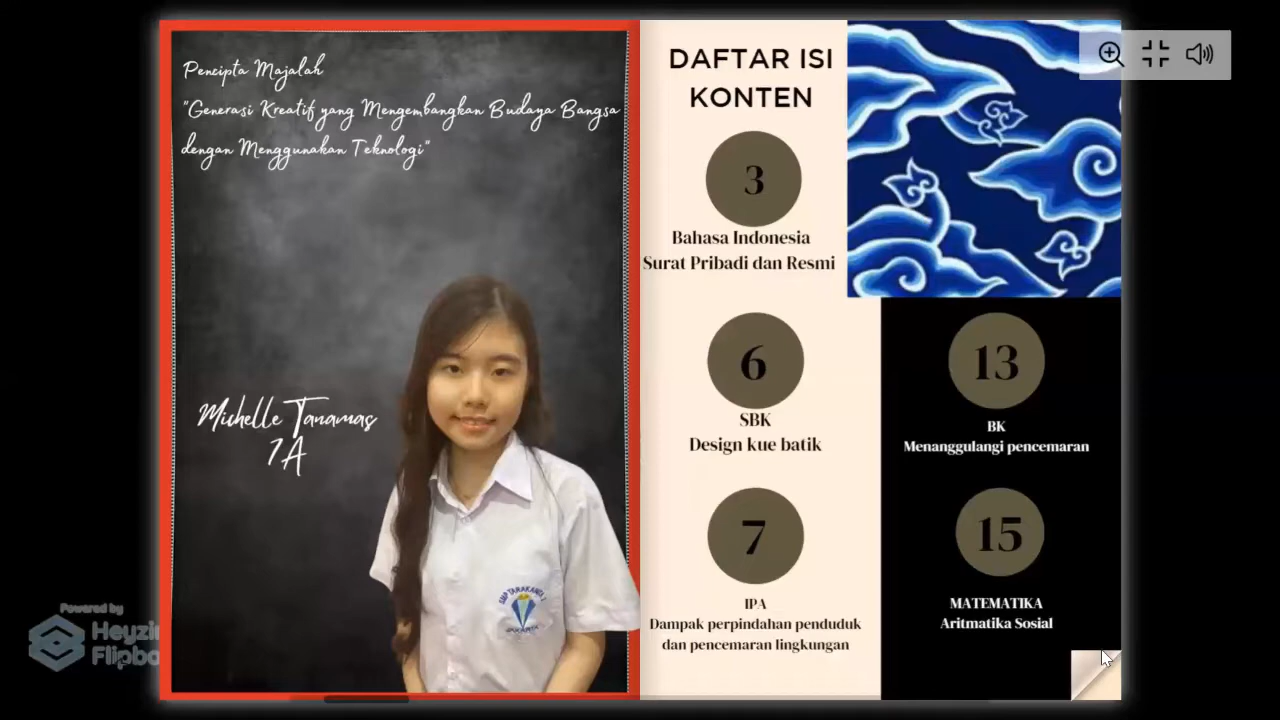 Pencipta Majalah
"Generasi Kreatif yang Mengembangkan Budaya Bangsa
dengan Menggunakan Teknologi"
Michelle Tanamas
7A
DAFTAR ISI
KONTEN
3
Bahasa Indonesia
Surat Pribadi dan Resmi
6
SBK
Design kue batik
7
IPA
Dampak perpindahan penduduk
dan pencemaran lingkungan
13
BK
Menanggulangi pencemaran
15
MATEMATIKA
Aritmatika Sosial
Powered by